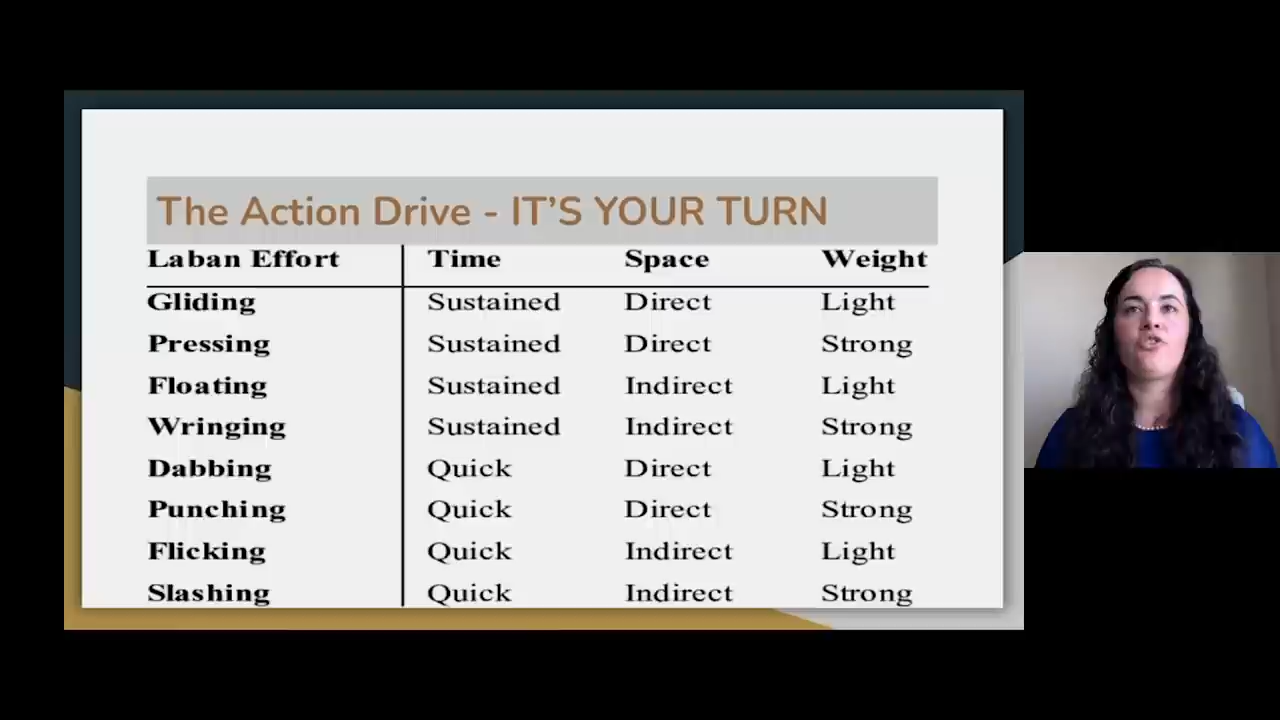 The Action Drive - IT’S YOUR TURN
Laban Effort Time Space Weight
Gliding Sustained Direct Light
Pressing Sustained Direct Strong
Floating Sustained Indirect Light
Wringing Sustained Indirect Strong
Dabbing Quick Direct Light
Punching Quick Direct Strong
Flicking Quick Indirect Light
Slashing Quick Indirect Strong